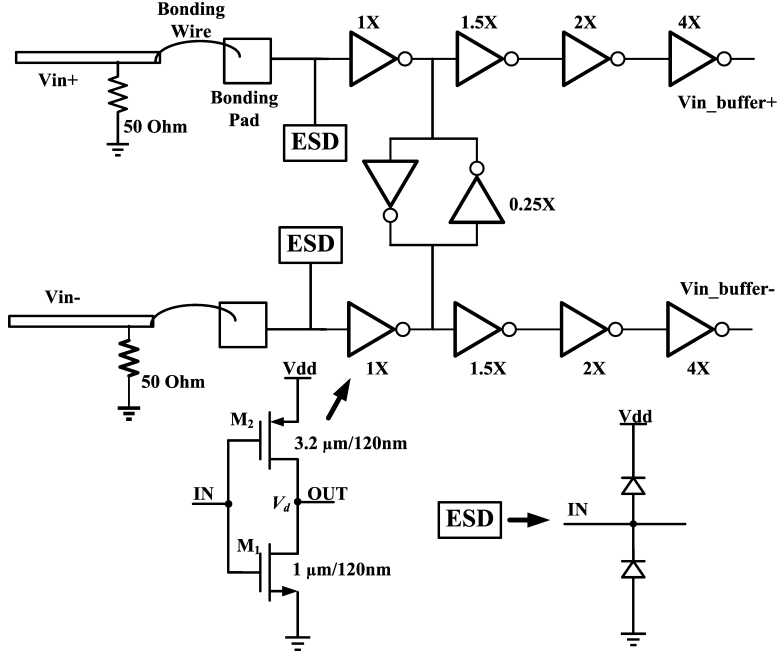 Bonding
Wire
1X
1.5X
2X
4X
Vin+
50 Ohm
Bonding
Pad
ESD
Vin_buffer+
0.25X
ESD
Vin-
Vin_buffer-
50 Ohm
1X
1.5X
2X
4X
Vdd
M2
3.2 µm/120nm
IN
Vd
OUT
M1
1 µm/120nm
Vdd
ESD
IN